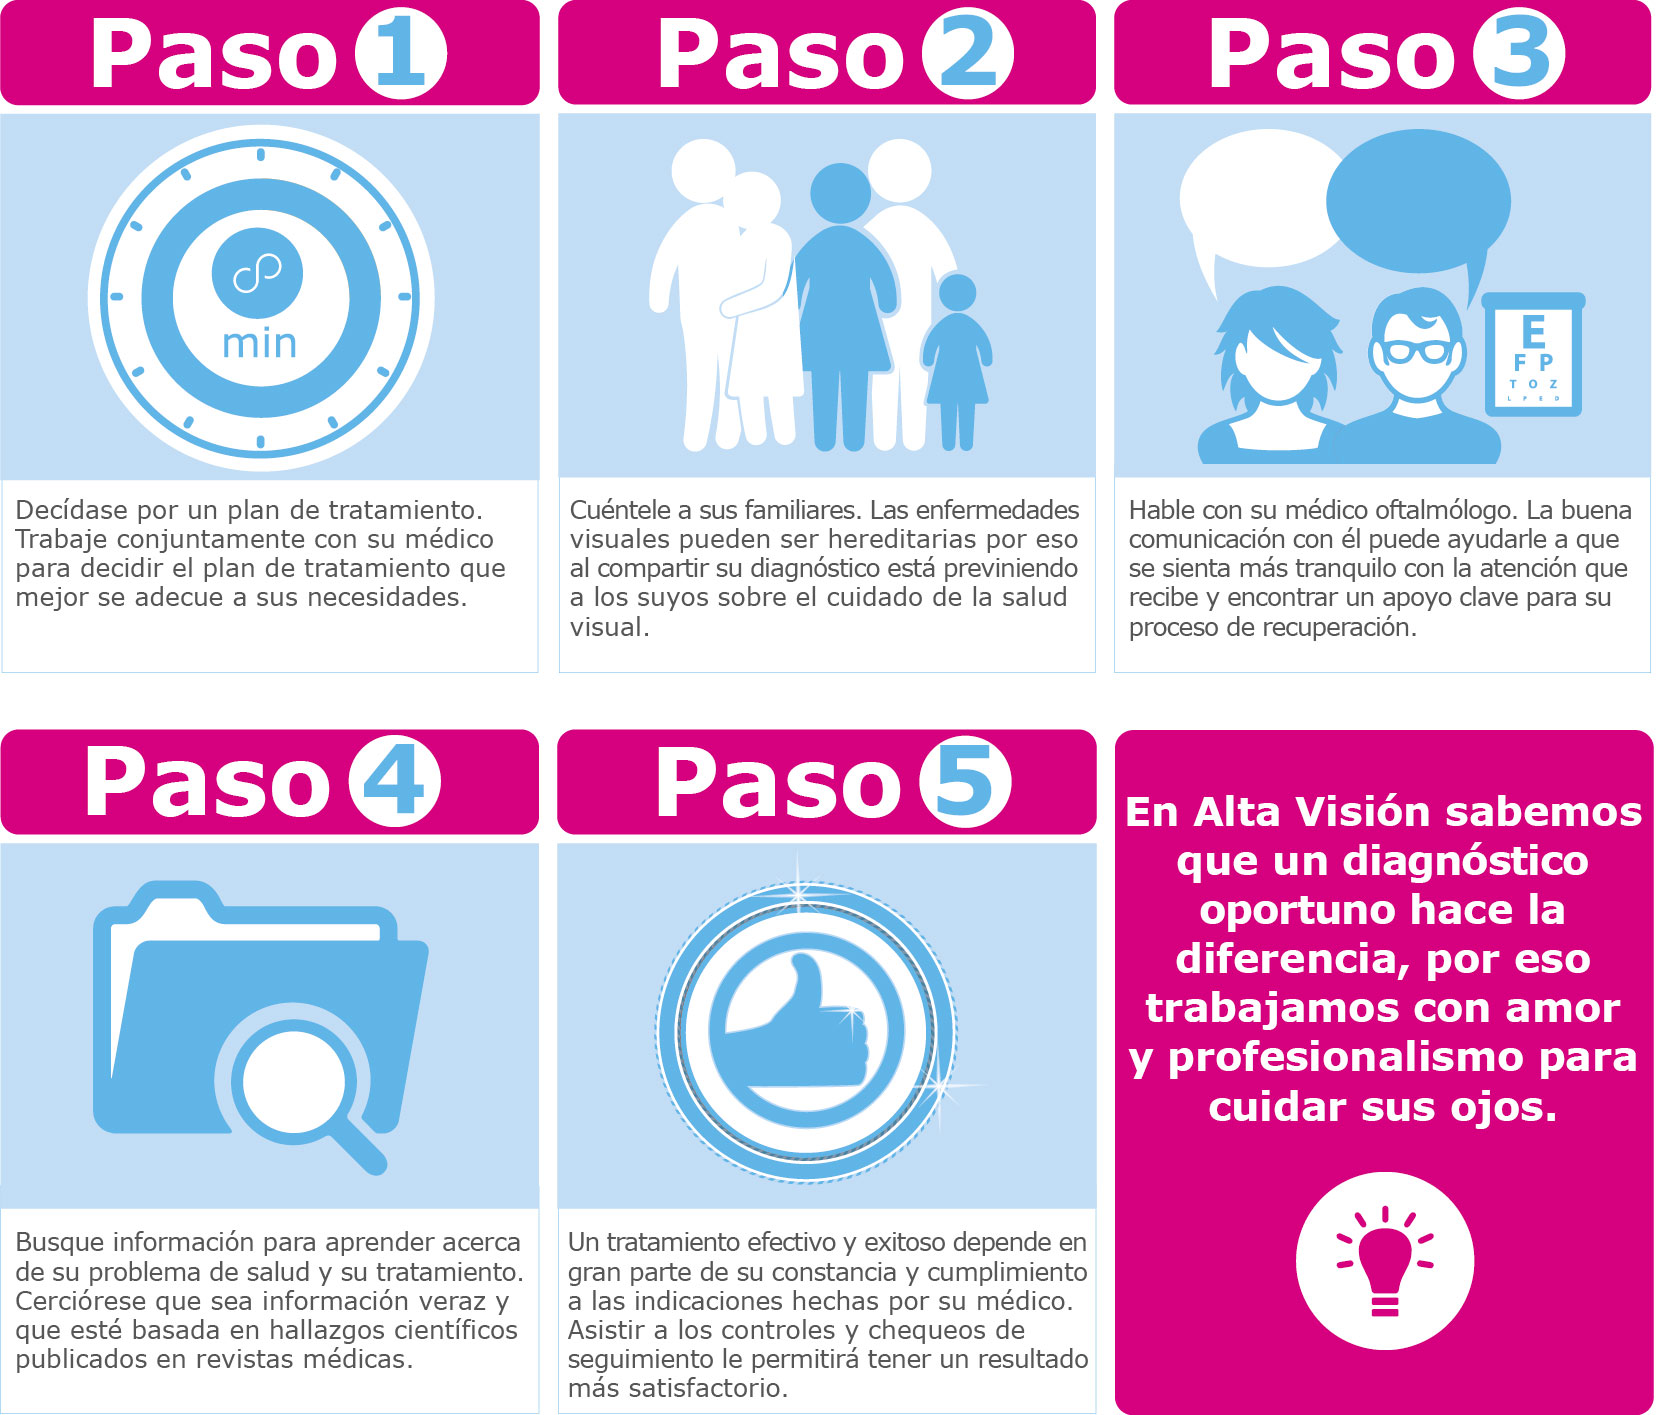 Paso 1
min
Decídase por un plan de tratamiento.
Trabaje conjuntamente con su médico
para decidir el plan de tratamiento que
mejor se adecue a sus necesidades.
Paso 2
Cuéntele a sus familiares. Las enfermedades
visuales pueden ser hereditarias por eso
al compartir su diagnóstico está previniendo
a los suyos sobre el cuidado de la salud
visual.
Paso 3
E
F P
T O Z
L P E D
Hable con su médico oftalmólogo. La buena
comunicación con él puede ayudarle a que
se sienta más tranquilo con la atención que
recibe y encontrar un apoyo clave para su
proceso de recuperación.
Paso 4
Busque información para aprender acerca
de su problema de salud y su tratamiento.
Cerciórese que sea información veraz y
que esté basada en hallazgos científicos
publicados en revistas médicas.
Paso 5
Un tratamiento efectivo y exitoso depende en
gran parte de su constancia y cumplimiento
a las indicaciones hechas por su médico.
Asistir a los controles y chequeos de
seguimiento le permitirá tener un resultado
más satisfactorio.
En Alta Visión sabemos
que un diagnóstico
oportuno hace la
diferencia, por eso
trabajamos con amor
y profesionalismo para
cuidar sus ojos.